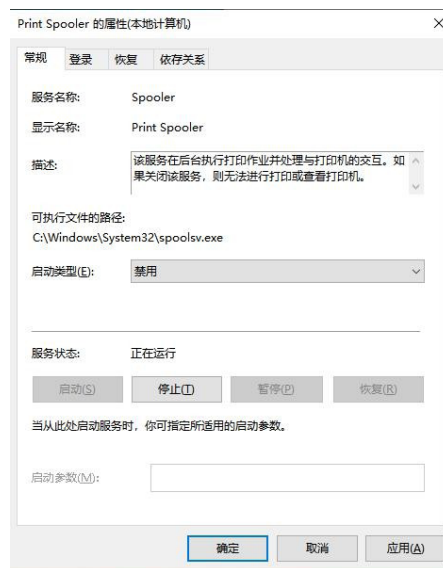 Print Spooler 的属性(本地计算机)
常规 登录 恢复 依存关系
服务名称: Spooler
显示名称: Print Spooler
描述: 该服务在后台执行打印作业并处理与打印机的交互。如
果关闭该服务，则无法进行打印或查看打印机。
可执行文件的路径:
C:\Windows\System32\spoolsv.exe
启动类型(E): 禁用
服务状态: 正在运行
启动(S) 停止(T) 暂停(P) 恢复(R)
当从此处启动服务时，你可指定所适用的启动参数。
启动参数(M):
确定 取消 应用(A)